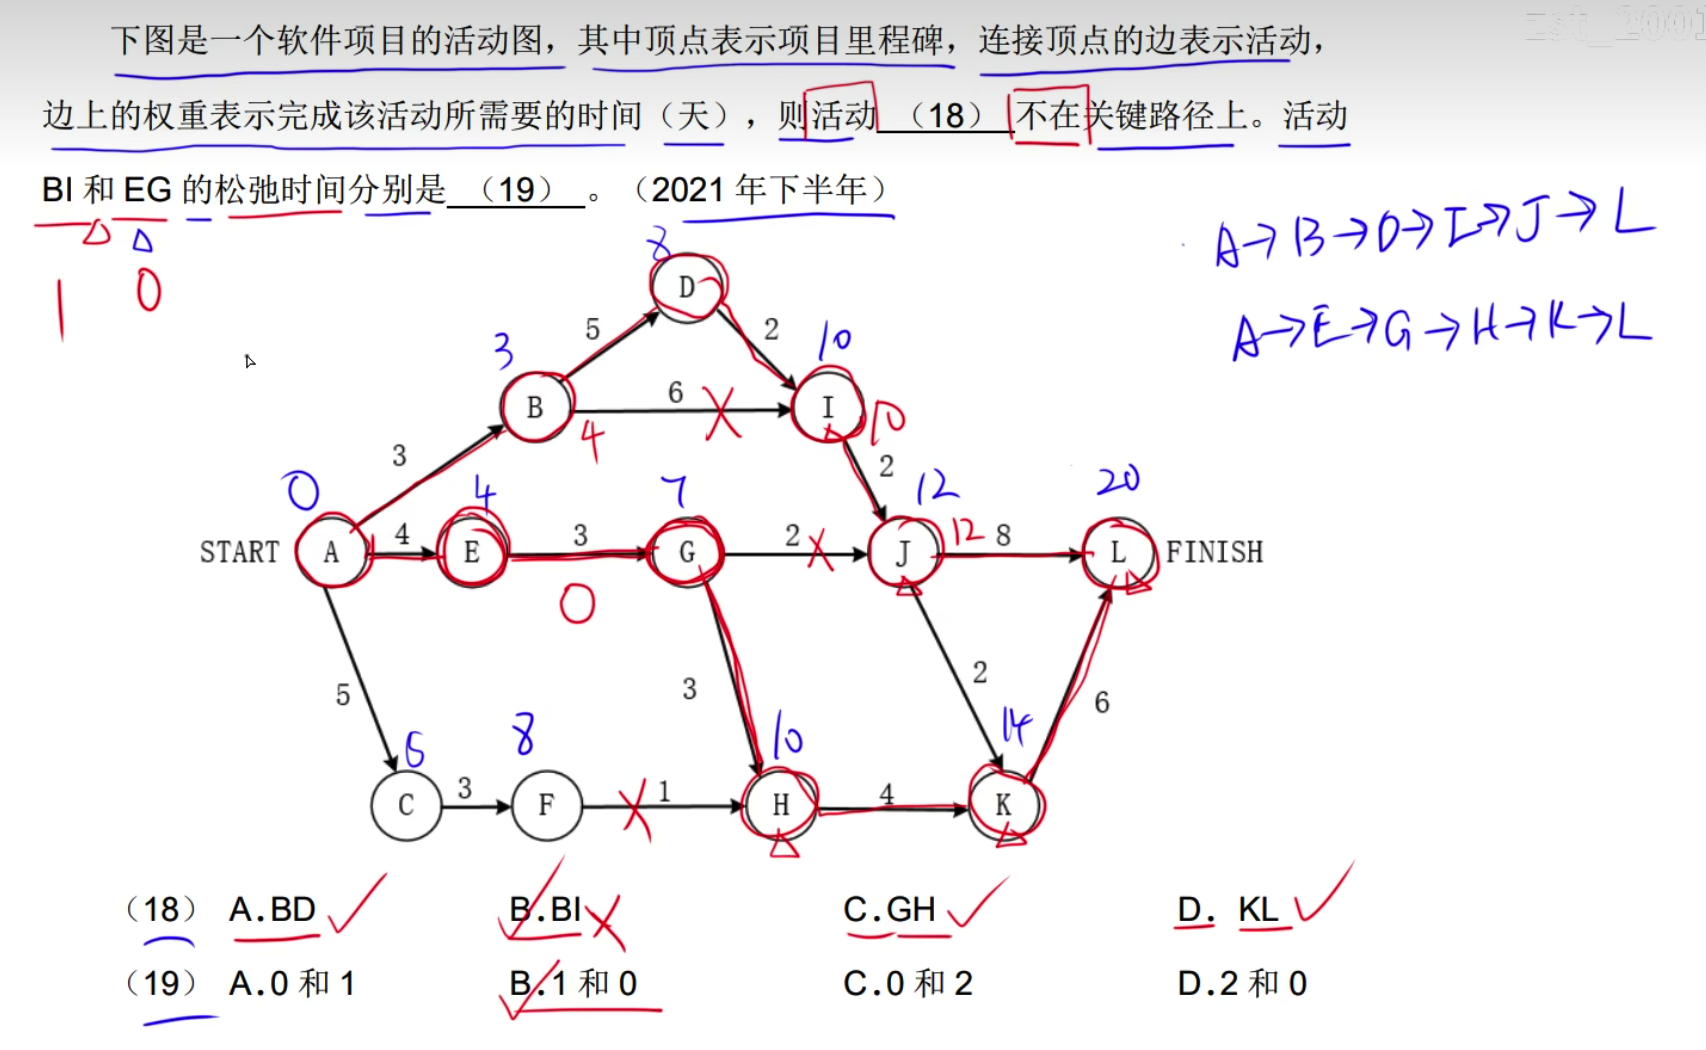 zst_2001
下图是一个软件项目的活动图，其中顶点表示项目里程碑，连接顶点的边表示活动，
边上的权重表示完成该活动所需要的时间（天），则活动（18）不在关键路径上。活动
BI 和 EG 的松弛时间分别是（19）。（2021 年下半年）
A→B→D→I→J→L
1 0
8
D
A→E→G→H→K→L
5 2 10
3
B 6 I 10
4
3 2
0 4 7 12 20
START A 4 E 3 G 2 J 12 8 L FINISH
0
5 3 2 6
6 8 10 14
C 3 F 1 H 4 K
（18） A.BD B.BI C.GH D. KL
（19） A.0 和 1 B.1 和 0 C.0 和 2 D.2 和 0